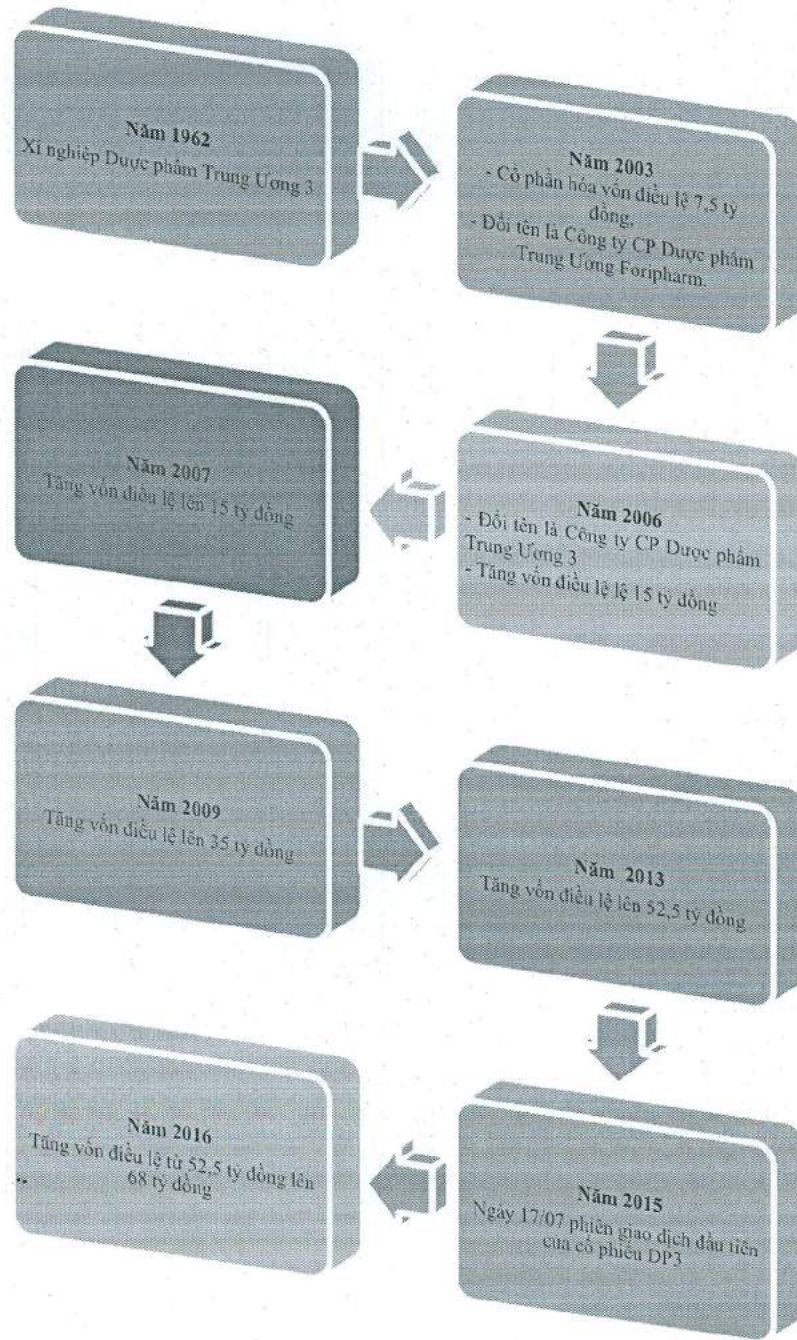 Năm 1962
Xí nghiệp Dược phẩm Trung Ương 3
Năm 2003
- Cổ phần hóa vốn điều lệ 7,5 tỷ
đồng,
- Đổi tên là Công ty CP Dược phẩm
Trung Ương Foripharm.
Năm 2006
- Đổi tên là Công ty CP Dược phẩm
Trung Ương 3
- Tăng vốn điều lệ lệ 15 tỷ đồng
Năm 2007
Tăng vốn điều lệ lên 15 tỷ đồng
Năm 2009
Tăng vốn điều lệ lên 35 tỷ đồng
Năm 2013
Tăng vốn điều lệ lên 52,5 tỷ đồng
Năm 2015
Ngày 17/07 phiên giao dịch đầu tiên
của cổ phiếu DP3
Năm 2016
Tăng vốn điều lệ từ 52,5 tỷ đồng lên
68 tỷ đồng